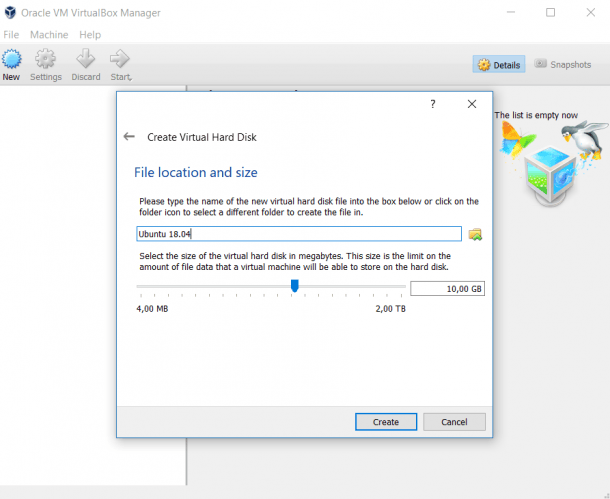 Oracle VM VirtualBox Manager
File Machine Help
New Settings Discard Start
Details Snapshots
The list is empty now
?
Create Virtual Hard Disk
File location and size
Please type the name of the new virtual hard disk file into the box below or click on the
folder icon to select a different folder to create the file in.
Ubuntu 18.04
Select the size of the virtual hard disk in megabytes. This size is the limit on the
amount of file data that a virtual machine will be able to store on the hard disk.
10,00 GB
4,00 MB 2,00 TB
Create Cancel